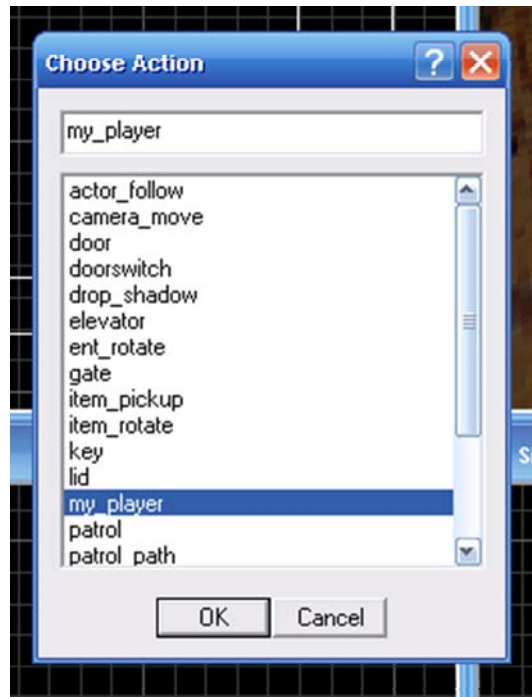 Choose Action
my_player
actor_follow
camera_move
door
doorswitch
drop_shadow
elevator
ent_rotate
gate
item_pickup
item_rotate
key
lid
my_player
patrol
patrol_path
OK Cancel